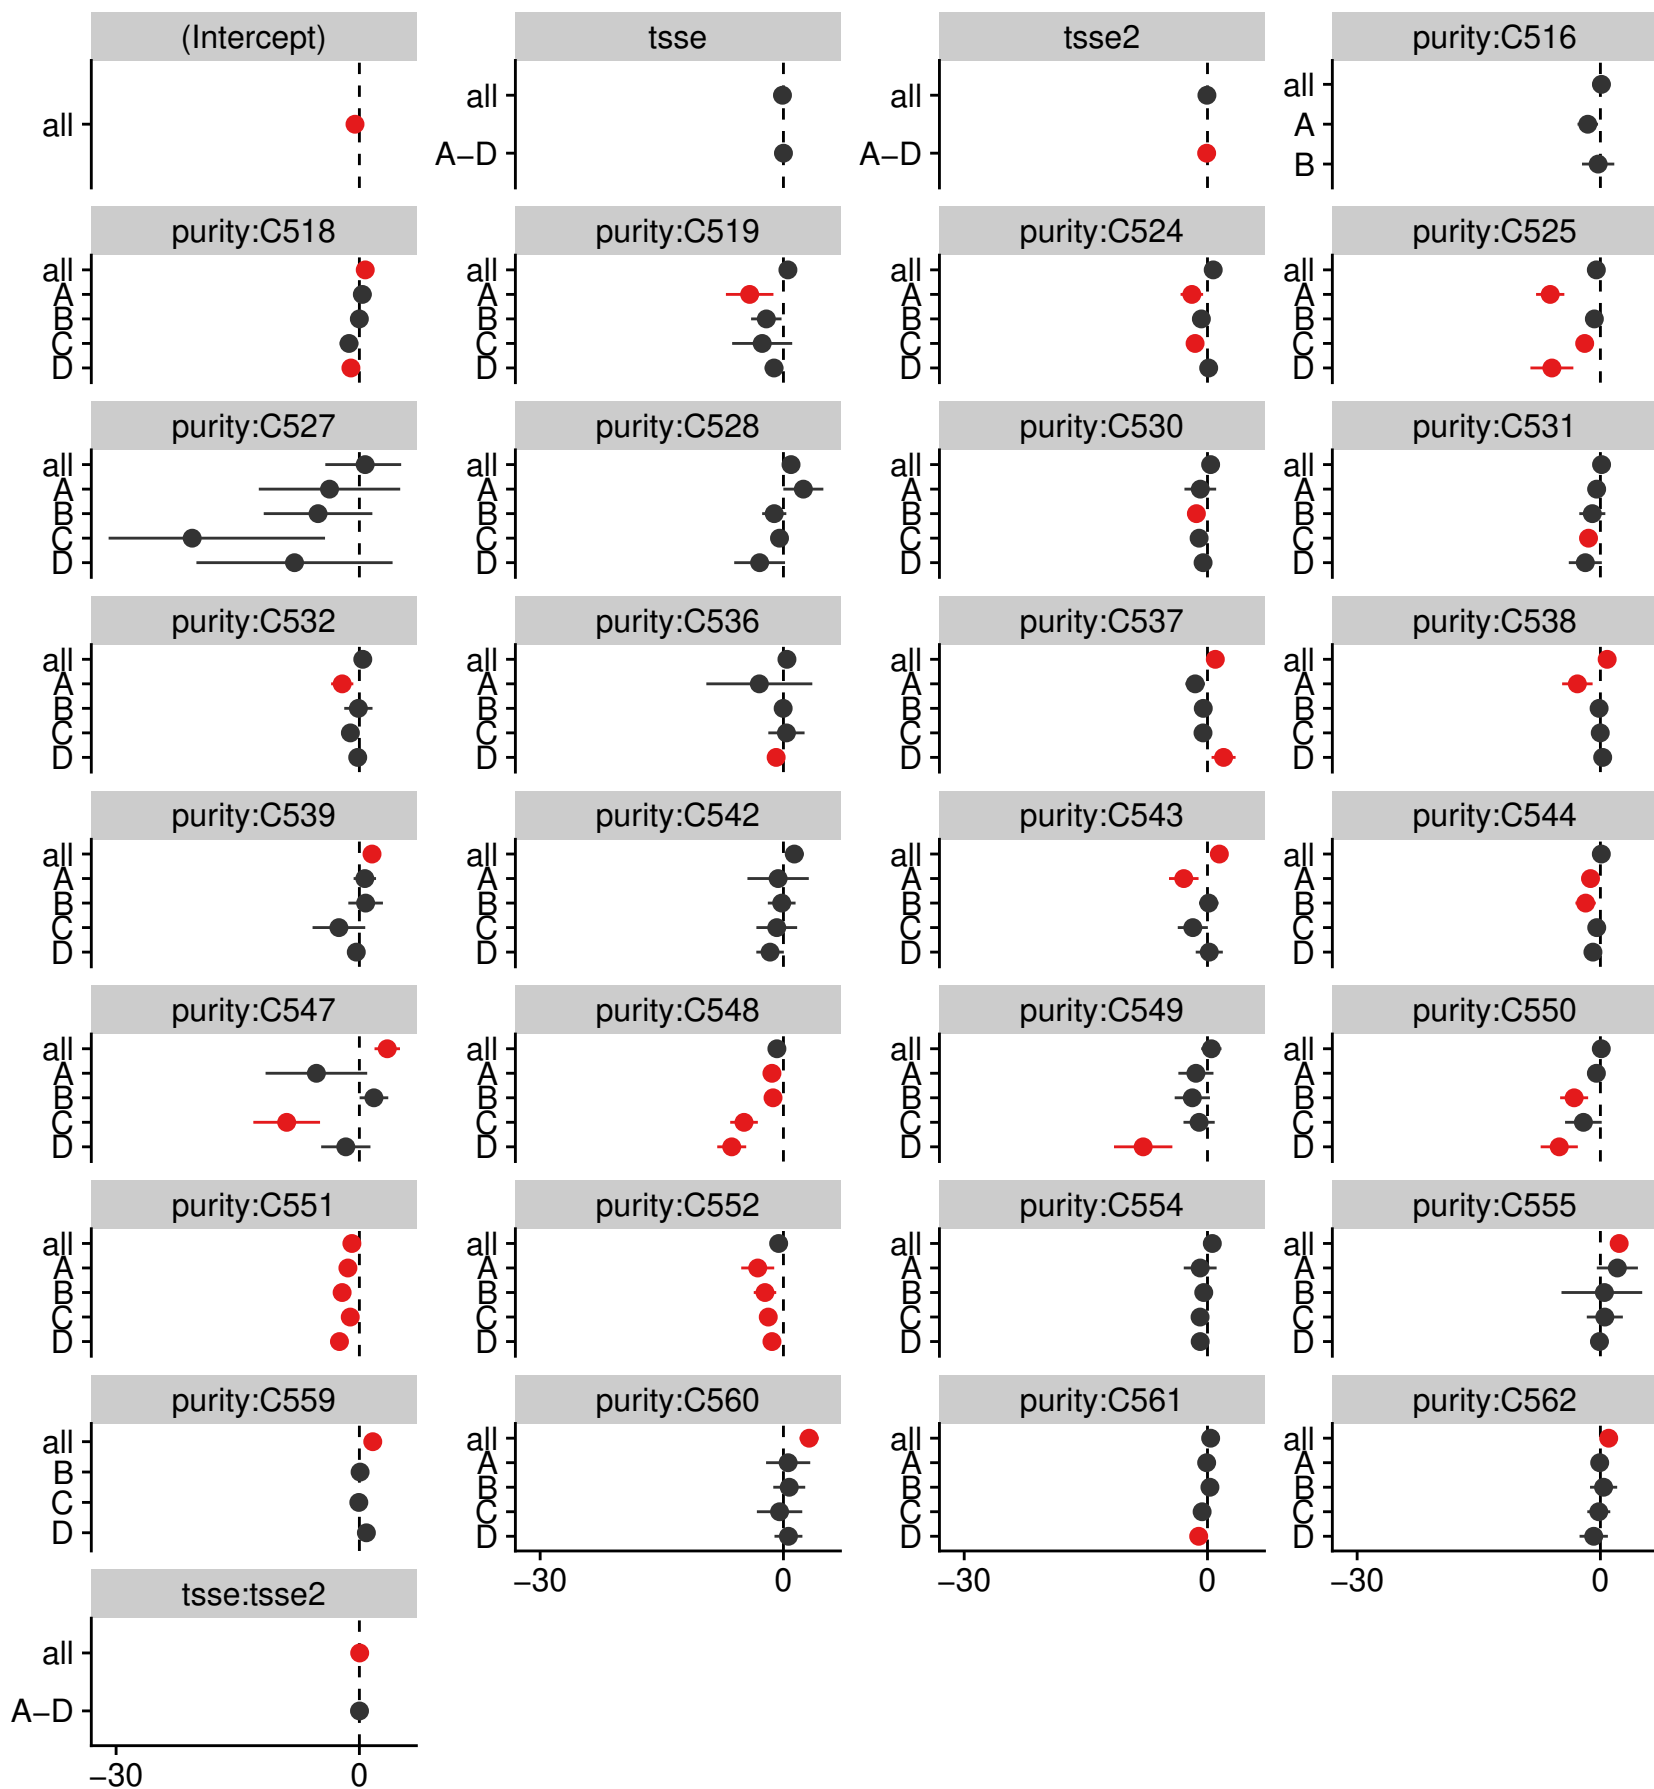 (Intercept) tsse tsse2 purity:C516
all
all
A−D
all
A−D
all
A
B
purity:C518 purity:C519 purity:C524 purity:C525
all all all all
A A A A
B B B B
C C C C
D D D D
purity:C527 purity:C528 purity:C530 purity:C531
all all all all
A A A A
B B B B
C C C C
D D D D
purity:C532 purity:C536 purity:C537 purity:C538
all all all all
A A A A
B B B B
C C C C
D D D D
purity:C539 purity:C542 purity:C543 purity:C544
all all all all
A A A A
B B B B
C C C C
D D D D
purity:C547 purity:C548 purity:C549 purity:C550
all all all all
A A A A
B B B B
C C C C
D D D D
purity:C551 purity:C552 purity:C554 purity:C555
all all all all
A A A A
B B B B
C C C C
D D D D
purity:C559 purity:C560 purity:C561 purity:C562
all all all all
B A A A
C B B B
D C C C
D D D
−30 0 −30 0 −30 0
tsse:tsse2
all
A−D
−30 0